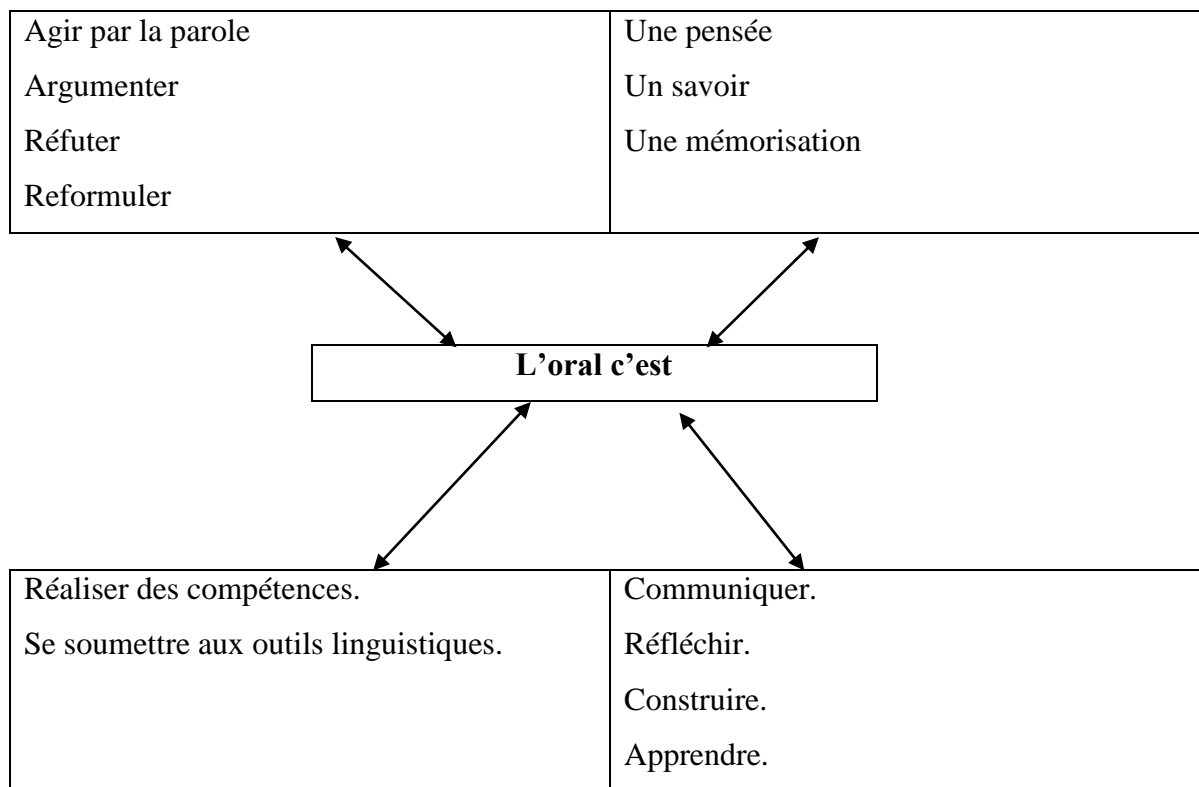 Agir par la parole
Argumenter
Réfuter
Reformuler
Une pensée
Un savoir
Une mémorisation
L’oral c’est
Réaliser des compétences.
Se soumettre aux outils linguistiques.
Communiquer.
Réfléchir.
Construire.
Apprendre.